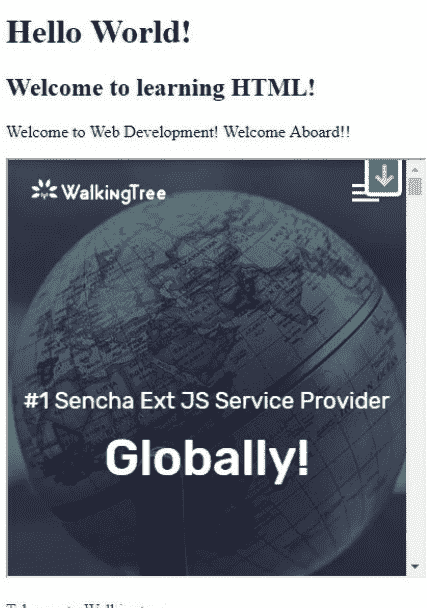 Hello World!
Welcome to learning HTML!
Welcome to Web Development! Welcome Aboard!!
WalkingTree
#1 Sencha Ext JS Service Provider
Globally!